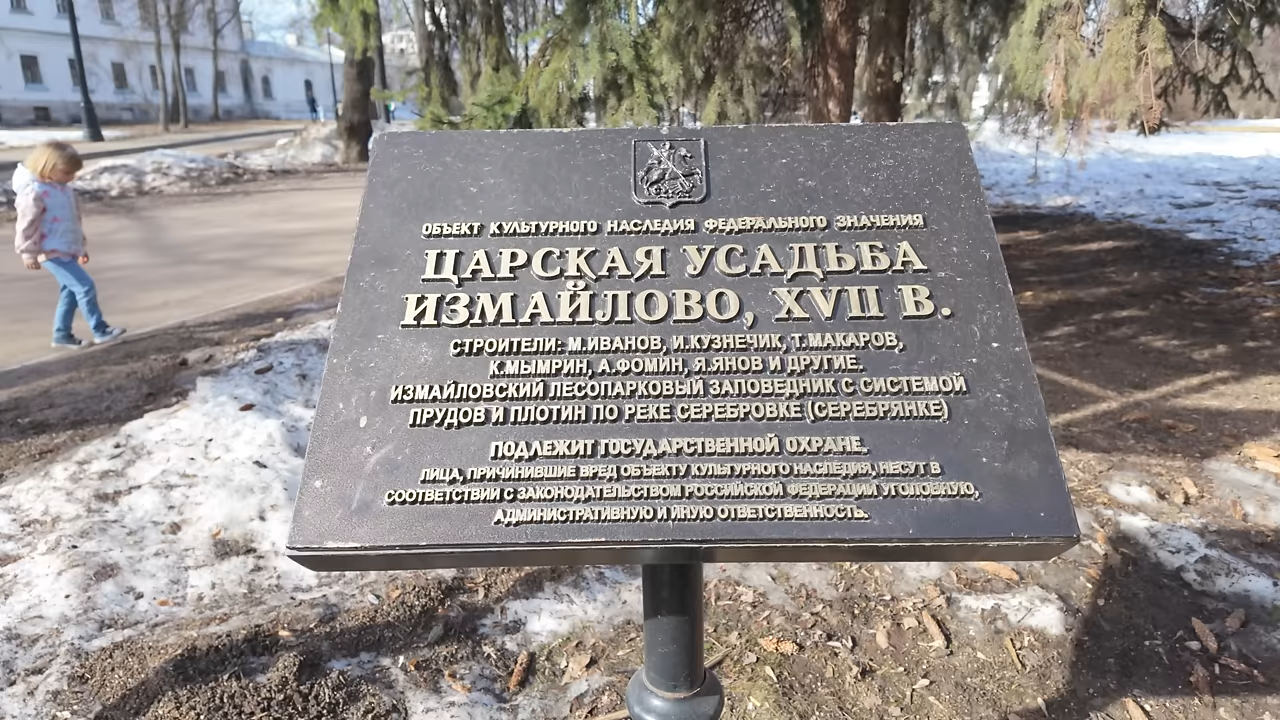 ОБЪЕКТ КУЛЬТУРНОГО НАСЛЕДИЯ ФЕДЕРАЛЬНОГО ЗНАЧЕНИЯ
ЦАРСКАЯ УСАДЬБА
ИЗМАЙЛОВО, XVII В.
СТРОИТЕЛИ: М.ИВАНОВ, И.КУЗНЕЧИК, Т.МАКАРОВ,
К.МЫМРИН, А.ФОМИН, Я.ЯНОВ И ДРУГИЕ.
ИЗМАЙЛОВСКИЙ ЛЕСОПАРКОВЫЙ ЗАПОВЕДНИК С СИСТЕМОЙ
ПРУДОВ И ПЛОТИН ПО РЕКЕ СЕРЕБРОВКЕ (СЕРЕБРЯНКЕ)
ПОДЛЕЖИТ ГОСУДАРСТВЕННОЙ ОХРАНЕ.
ЛИЦА, ПРИЧИНИВШИЕ ВРЕД ОБЪЕКТУ КУЛЬТУРНОГО НАСЛЕДИЯ, НЕСУТ В
СООТВЕТСТВИИ С ЗАКОНОДАТЕЛЬСТВОМ РОССИЙСКОЙ ФЕДЕРАЦИИ УГОЛОВНУЮ,
АДМИНИСТРАТИВНУЮ И ИНУЮ ОТВЕТСТВЕННОСТЬ.